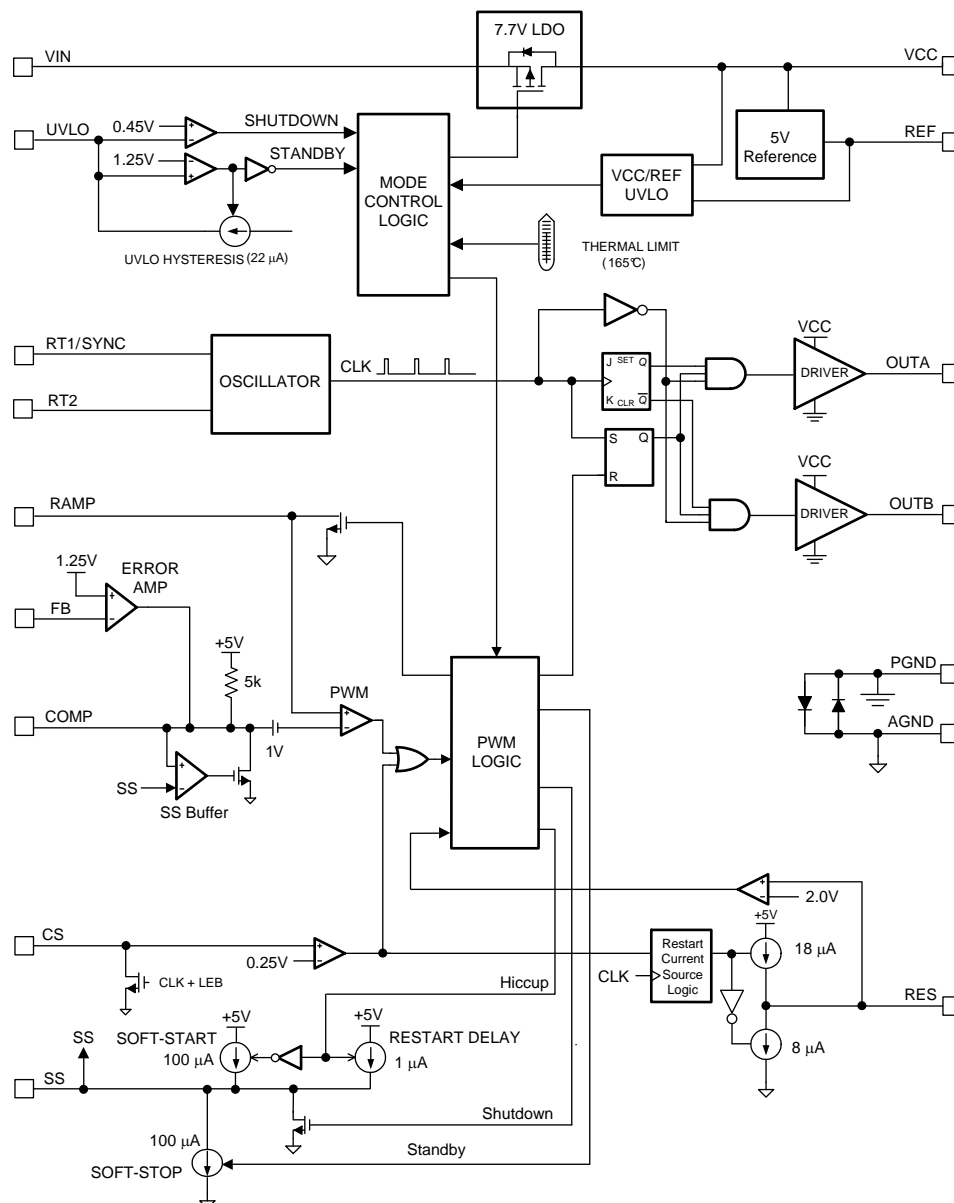 7.7V LDO
VIN
VCC
UVLO
0.45V
+
-
SHUTDOWN
1.25V
-
+
STANDBY
MODE
CONTROL
LOGIC
5V
Reference
REF
VCC/REF
UVLO
UVLO HYSTERESIS (22 μA)
THERMAL LIMIT
(165°C)
RT1/SYNC
RT2
OSCILLATOR
CLK
J SET Q
K CLR Q
S Q
R
VCC
DRIVER
OUTA
VCC
DRIVER
OUTB
RAMP
1.25V
ERROR
AMP
+
-
FB
+5V
5k
COMP
1V
PWM
+
-
SS
+
-
SS Buffer
PWM
LOGIC
PGND
AGND
+
-
2.0V
CS
0.25V
+
-
CLK + LEB
Restart
Current
Source
Logic
CLK
+5V
18 μA
RES
8 μA
Hiccup
+5V
+5V
SOFT-START
100 μA
RESTART DELAY
1 μA
SS
SS
Shutdown
100 μA
Standby
SOFT-STOP